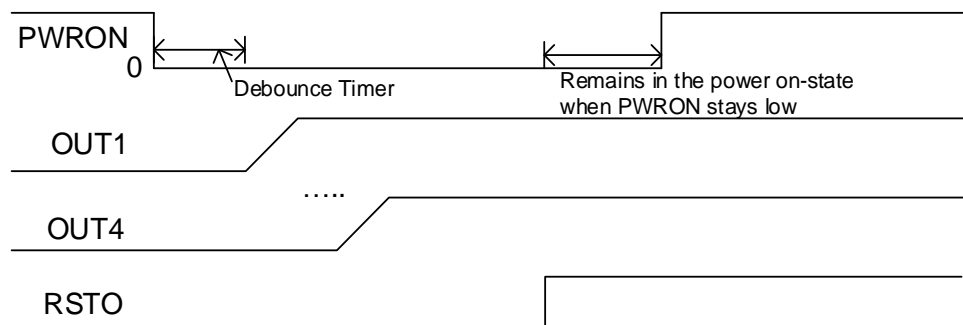 PWRON
0
Debounce Timer
Remains in the power on-state
when PWRON stays low
OUT1
.....
OUT4
RSTO